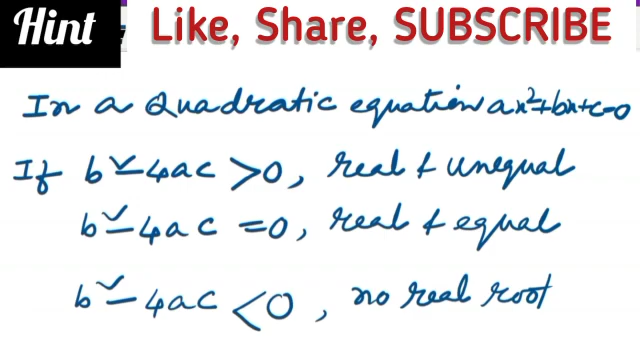 Hint Like, Share, SUBSCRIBE
In a Quadratic equation ax²+bx+c=0
If b²-4ac >0, real & unequal
b²-4ac =0, real & equal
b²-4ac <0, no real root